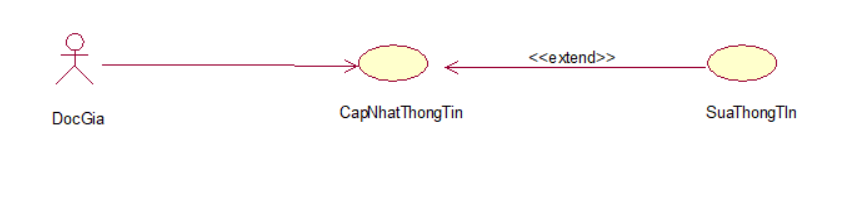 <<extend>>
DocGia
CapNhatThongTin
SuaThongTIn